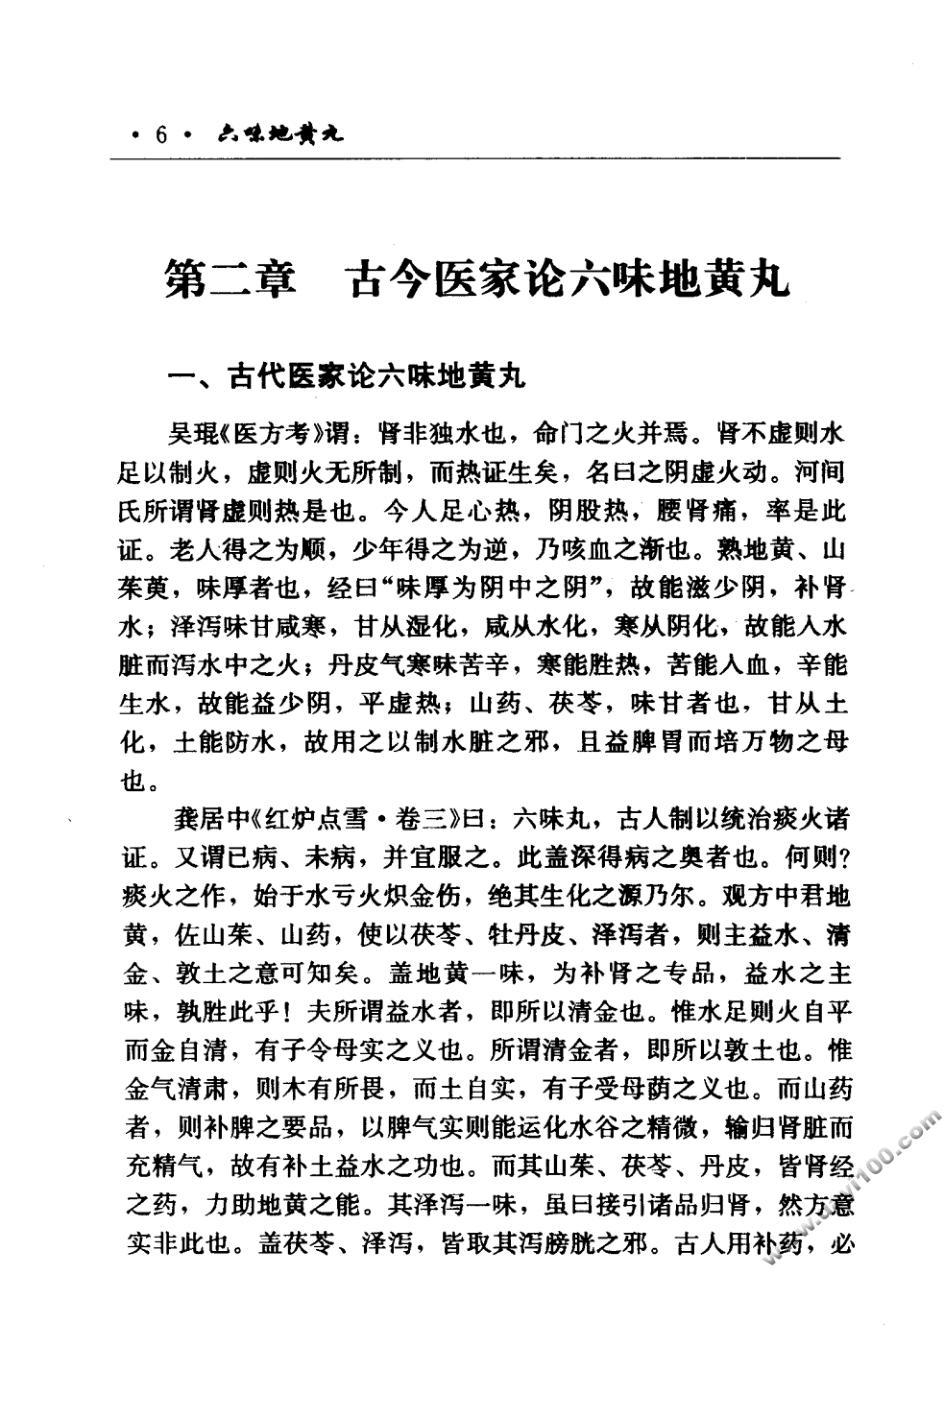 ·6· 六味地黄丸
第二章 古今医家论六味地黄丸
一、古代医家论六味地黄丸
吴琨《医方考》谓：肾非独水也，命门之火并焉。肾不虚则水
足以制火，虚则火无所制，而热证生矣，名曰之阴虚火动。河间
氏所谓肾虚则热是也。今人足心热，阴股热，腰肾痛，率是此
证。老人得之为顺，少年得之为逆，乃咳血之渐也。熟地黄、山
茱萸，味厚者也，经曰“味厚为阴中之阴”，故能滋少阴，补肾
水；泽泻味甘咸寒，甘从湿化，咸从水化，寒从阴化，故能入水
脏而泻水中之火；丹皮气寒味苦辛，寒能胜热，苦能入血，辛能
生水，故能益少阴，平虚热；山药、茯苓，味甘者也，甘从土
化，土能防水，故用之以制水脏之邪，且益脾胃而培万物之母
也。
龚居中《红炉点雪·卷三》曰：六味丸，古人制以统治痰火诸
证。又谓已病、未病，并宜服之。此盖深得病之奥者也。何则？
痰火之作，始于水亏火炽金伤，绝其生化之源乃尔。观方中君地
黄，佐山茱、山药，使以茯苓、牡丹皮、泽泻者，则主益水、清
金、敦土之意可知矣。盖地黄一味，为补肾之专品，益水之主
味，孰胜此乎！夫所谓益水者，即所以清金也。惟水足则火自平
而金自清，有子令母实之义也。所谓清金者，即所以敦土也。惟
金气清肃，则木有所畏，而土自实，有子受母荫之义也。而山药
者，则补脾之要品，以脾气实则能运化水谷之精微，输归肾脏而
充精气，故有补土益水之功也。而其山茱、茯苓、丹皮，皆肾经
之药，力助地黄之能。其泽泻一味，虽曰接引诸品归肾，然方意
实非此也。盖茯苓、泽泻，皆取其泻膀胱之邪。古人用补药，必